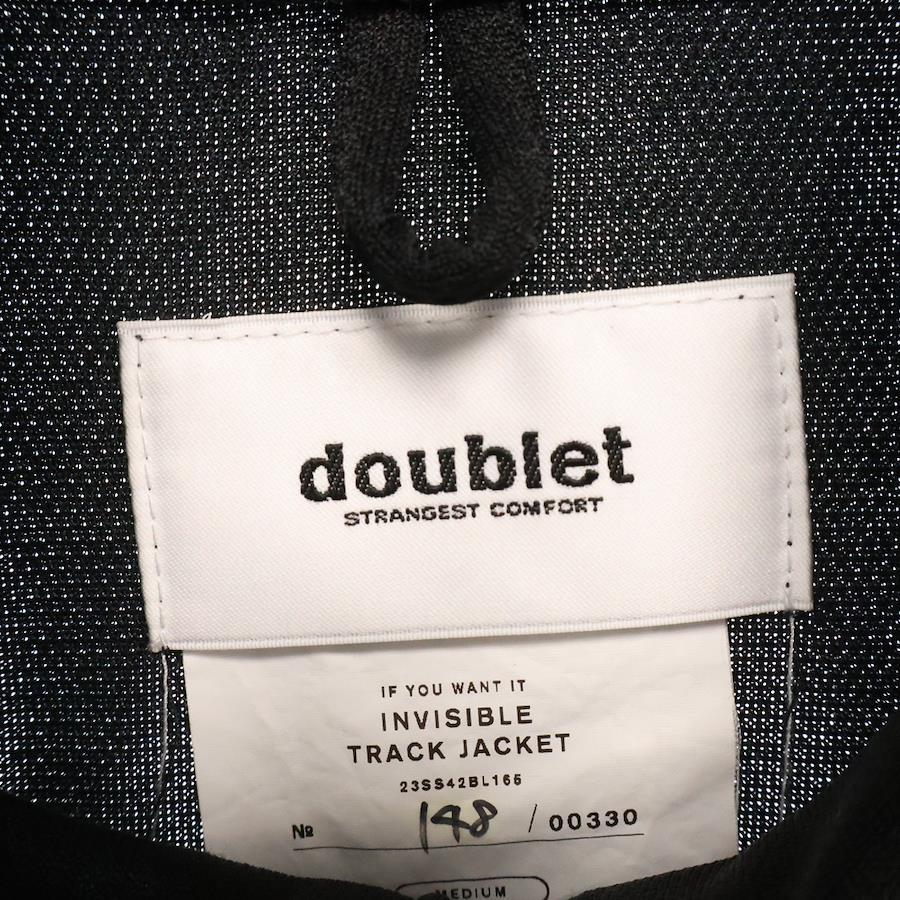 doublet
STRANGEST COMFORT
IF YOU WANT IT
INVISIBLE
TRACK JACKET
23SS42BL165
№ 148 / 00330
MEDIUM